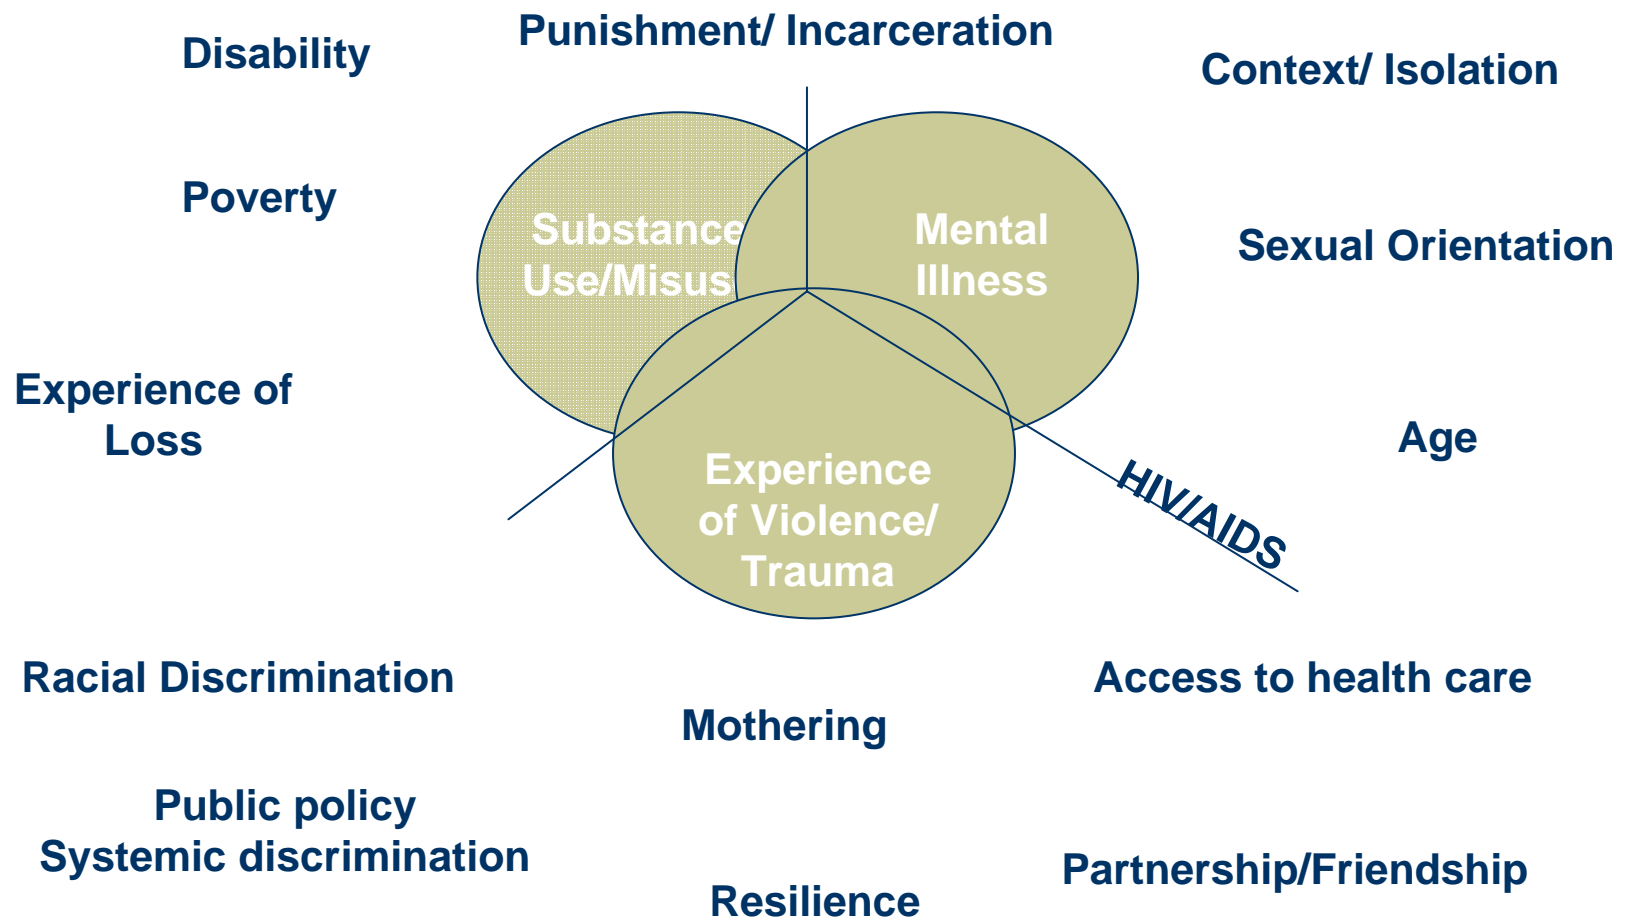 Punishment/ Incarceration
Disability
Context/ Isolation
Poverty
Substance
Use/Misus
Mental
Illness
Sexual Orientation
Experience of
Loss
Age
Experience
of Violence/
Trauma
HIV/AIDS
Racial Discrimination
Access to health care
Mothering
Public policy
Systemic discrimination
Partnership/Friendship
Resilience